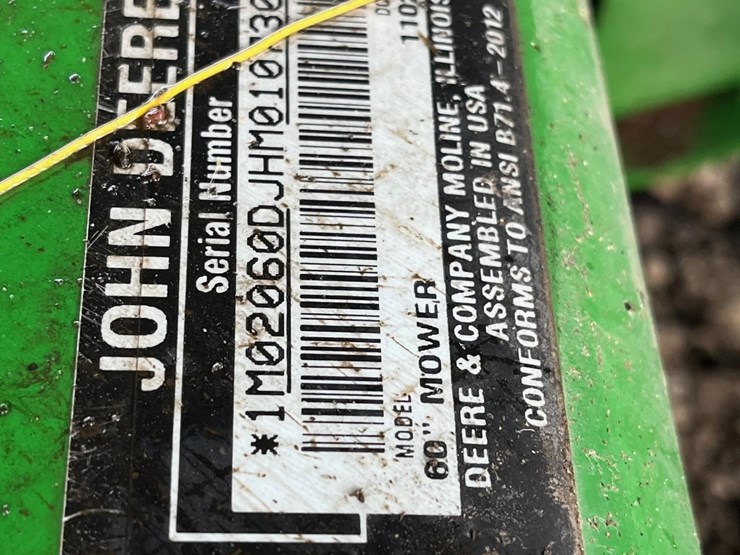 JOHN DEERE
Serial Number
*1M02060DJHM010
MODEL
60" MOWER
DEERE & COMPANY MOLINE, ILLINOIS
ASSEMBLED IN USA
CONFORMS TO ANSI B71.4-2012